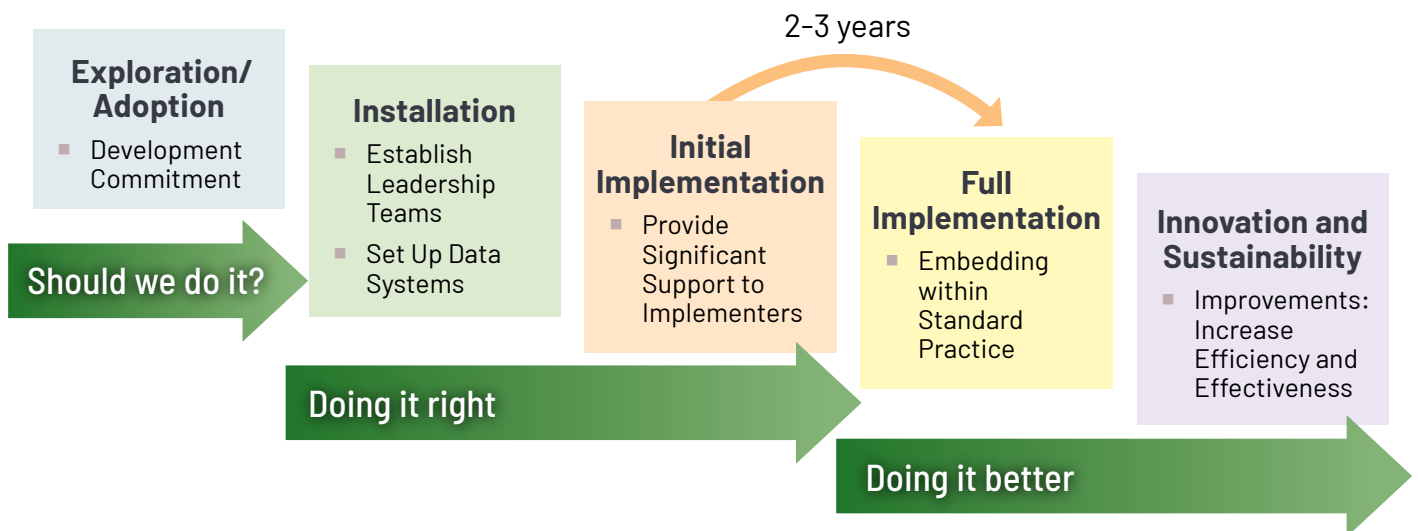 2-3 years
Exploration/
Adoption
■ Development
Commitment
Should we do it?
Installation
■ Establish
Leadership
Teams
■ Set Up Data
Systems
Initial
Implementation
■ Provide
Significant
Support to
Implementers
Doing it right
Full
Implementation
■ Embedding
within
Standard
Practice
Innovation and
Sustainability
■ Improvements:
Increase
Efficiency and
Effectiveness
Doing it better